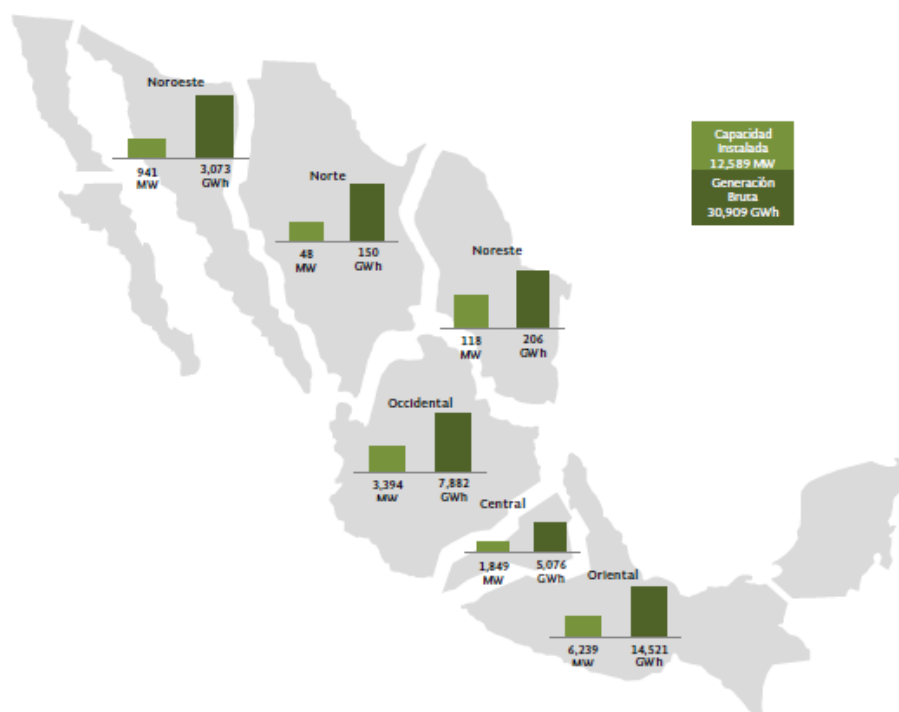 Noroeste
941
MW
3,073
GWh
Norte
48
MW
150
GWh
Noreste
118
MW
206
GWh
Occidental
3,394
MW
7,882
GWh
Central
1,849
MW
5,076
GWh
Oriental
6,239
MW
14,521
GWh
Capacidad
Instalada
12,589 MW
Generación
Bruta
30,909 GWh